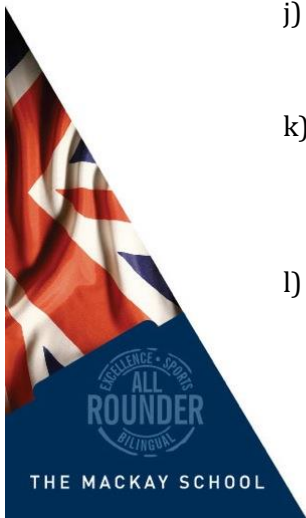 j)
k)
l)
EXCELLENCE • SPORTS
ALL
ROUNDER
BILINGUAL
THE MACKAY SCHOOL